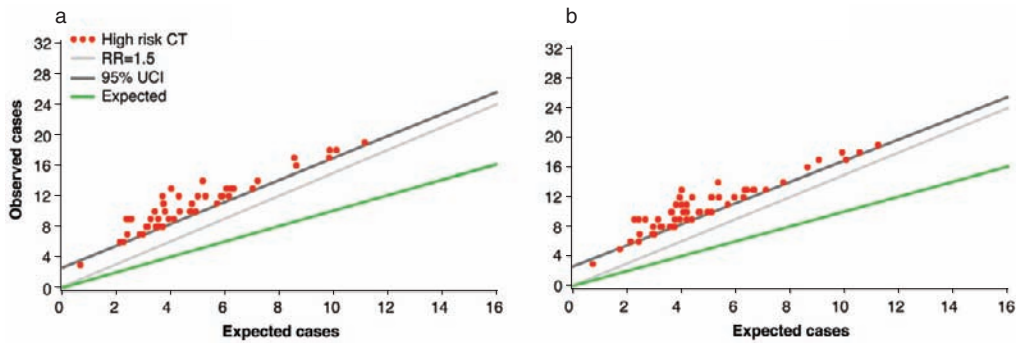 a
High risk CT
RR=1.5
95% UCI
Expected
Observed cases
32
28
24
20
16
12
8
4
0
0 2 4 6 8 10 12 14 16
Expected cases
b
32
28
24
20
16
12
8
4
0
0 2 4 6 8 10 12 14 16
Expected cases